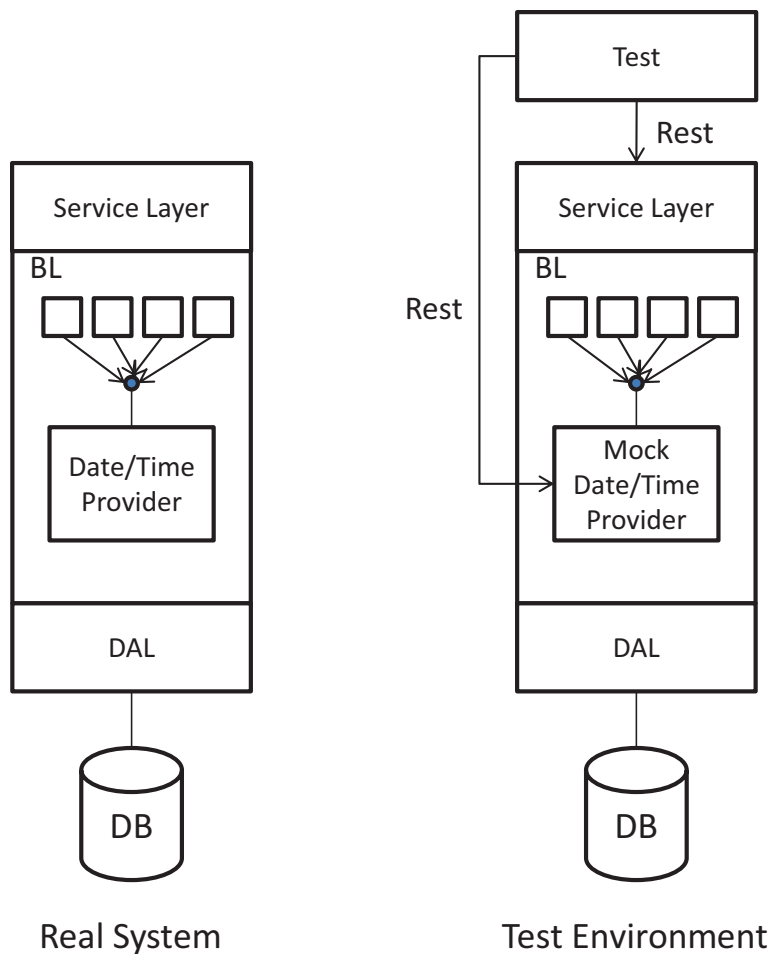 Test
Rest
Service Layer
Service Layer
BL
BL
Rest
Date/Time
Provider
Mock
Date/Time
Provider
DAL
DAL
DB
DB
Real System
Test Environment